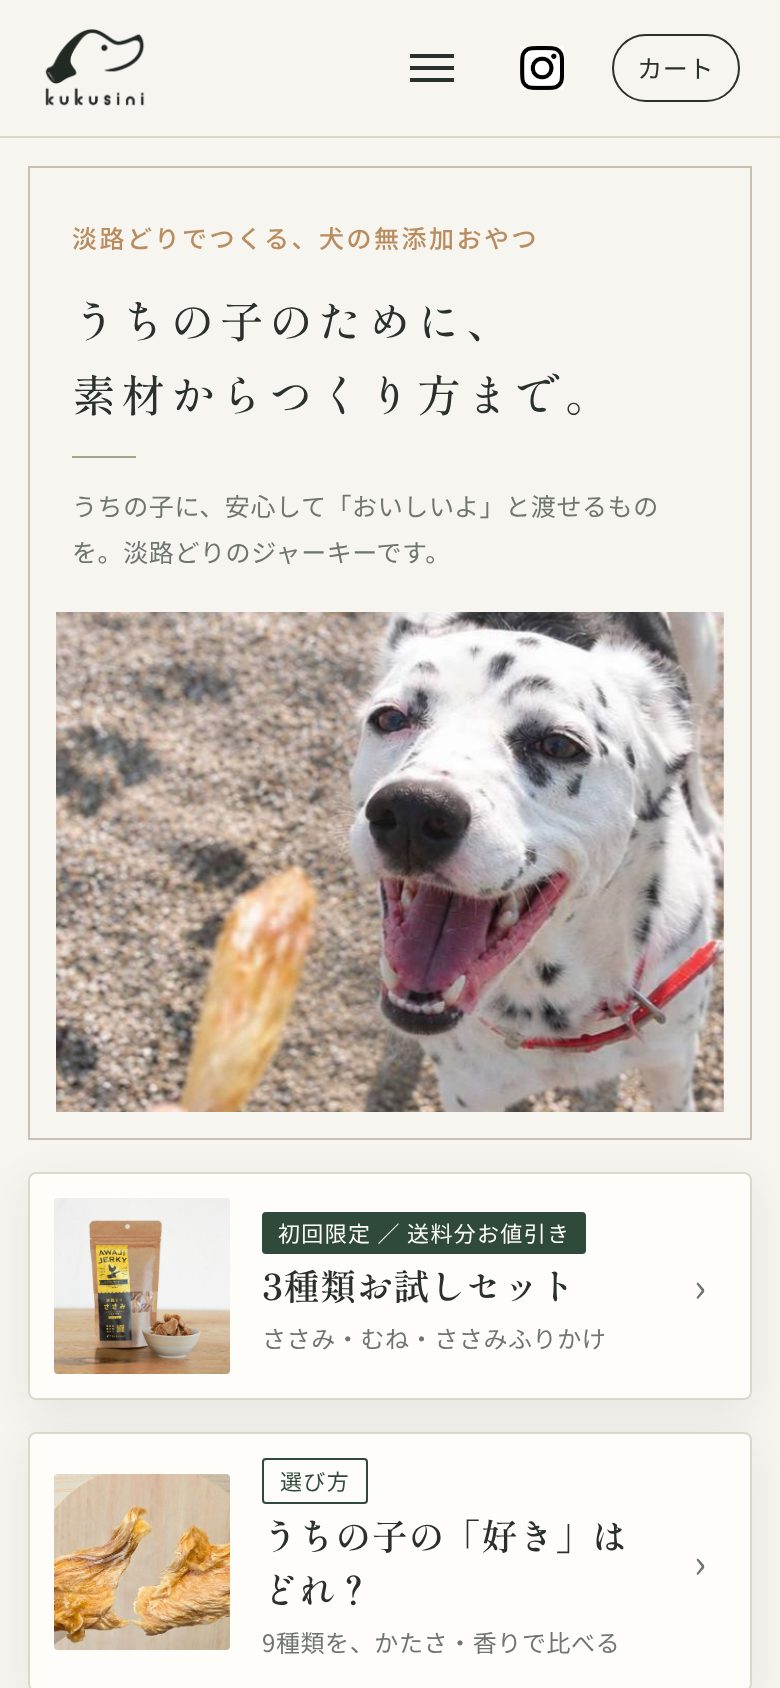 kukusini
カート
淡路どりでつくる、犬の無添加おやつ
うちの子のために、
素材からつくり方まで。
うちの子に、安心して「おいしいよ」と渡せるもの
を。淡路どりのジャーキーです。
AWAJI
JERKY
ささみ
初回限定 ／ 送料分お値引き
3種類お試しセット
ささみ・むね・ささみふりかけ
›
選び方
うちの子の「好き」は
どれ？
9種類を、かたさ・香りで比べる
›